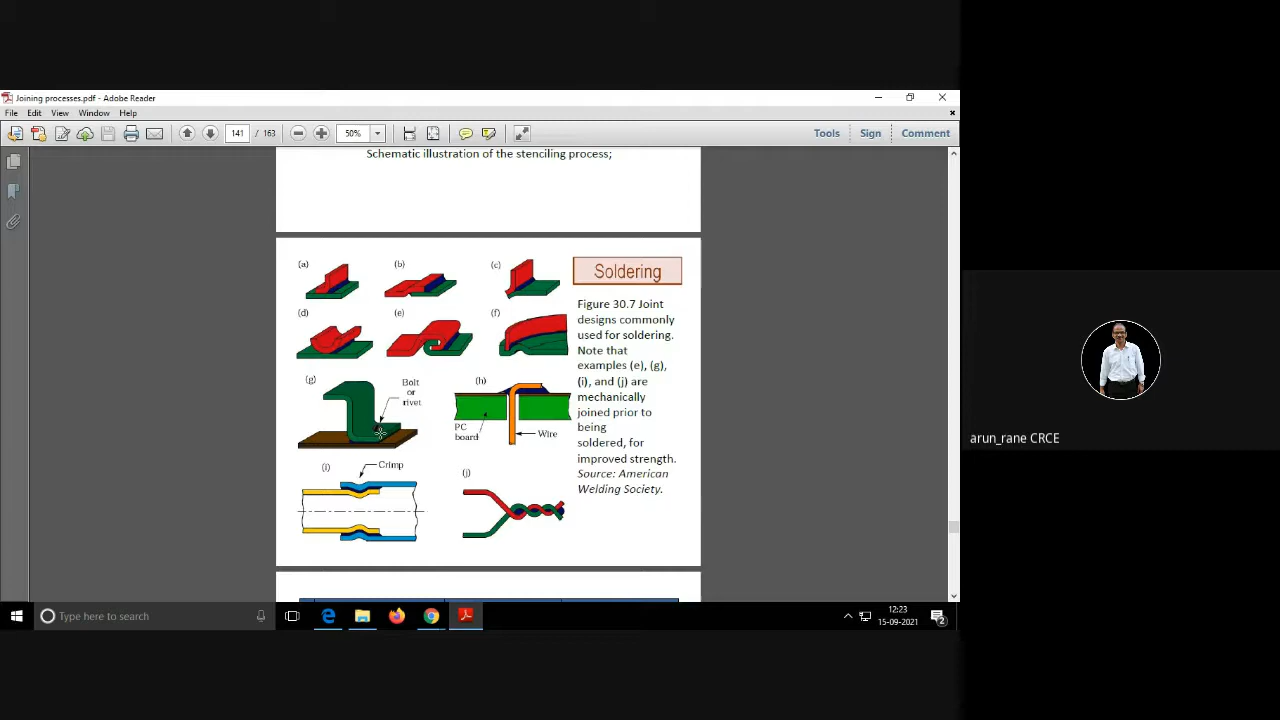 Joining processes.pdf - Adobe Reader
File Edit View Window Help
141 / 163 50% Tools Sign Comment
Schematic illustration of the stenciling process;
(a) (b) (c)
Soldering
(d) (e) (f)
Figure 30.7 Joint
designs commonly
used for soldering.
Note that
examples (e), (g),
(i), and (j) are
mechanically
joined prior to
being
soldered, for
improved strength.
Source: American
Welding Society.
(g) Bolt
or
rivet
(h)
PC
board
Wire
(i) Crimp
(j)
arun_rane CRCE
Type here to search
12:23
15-09-2021
2